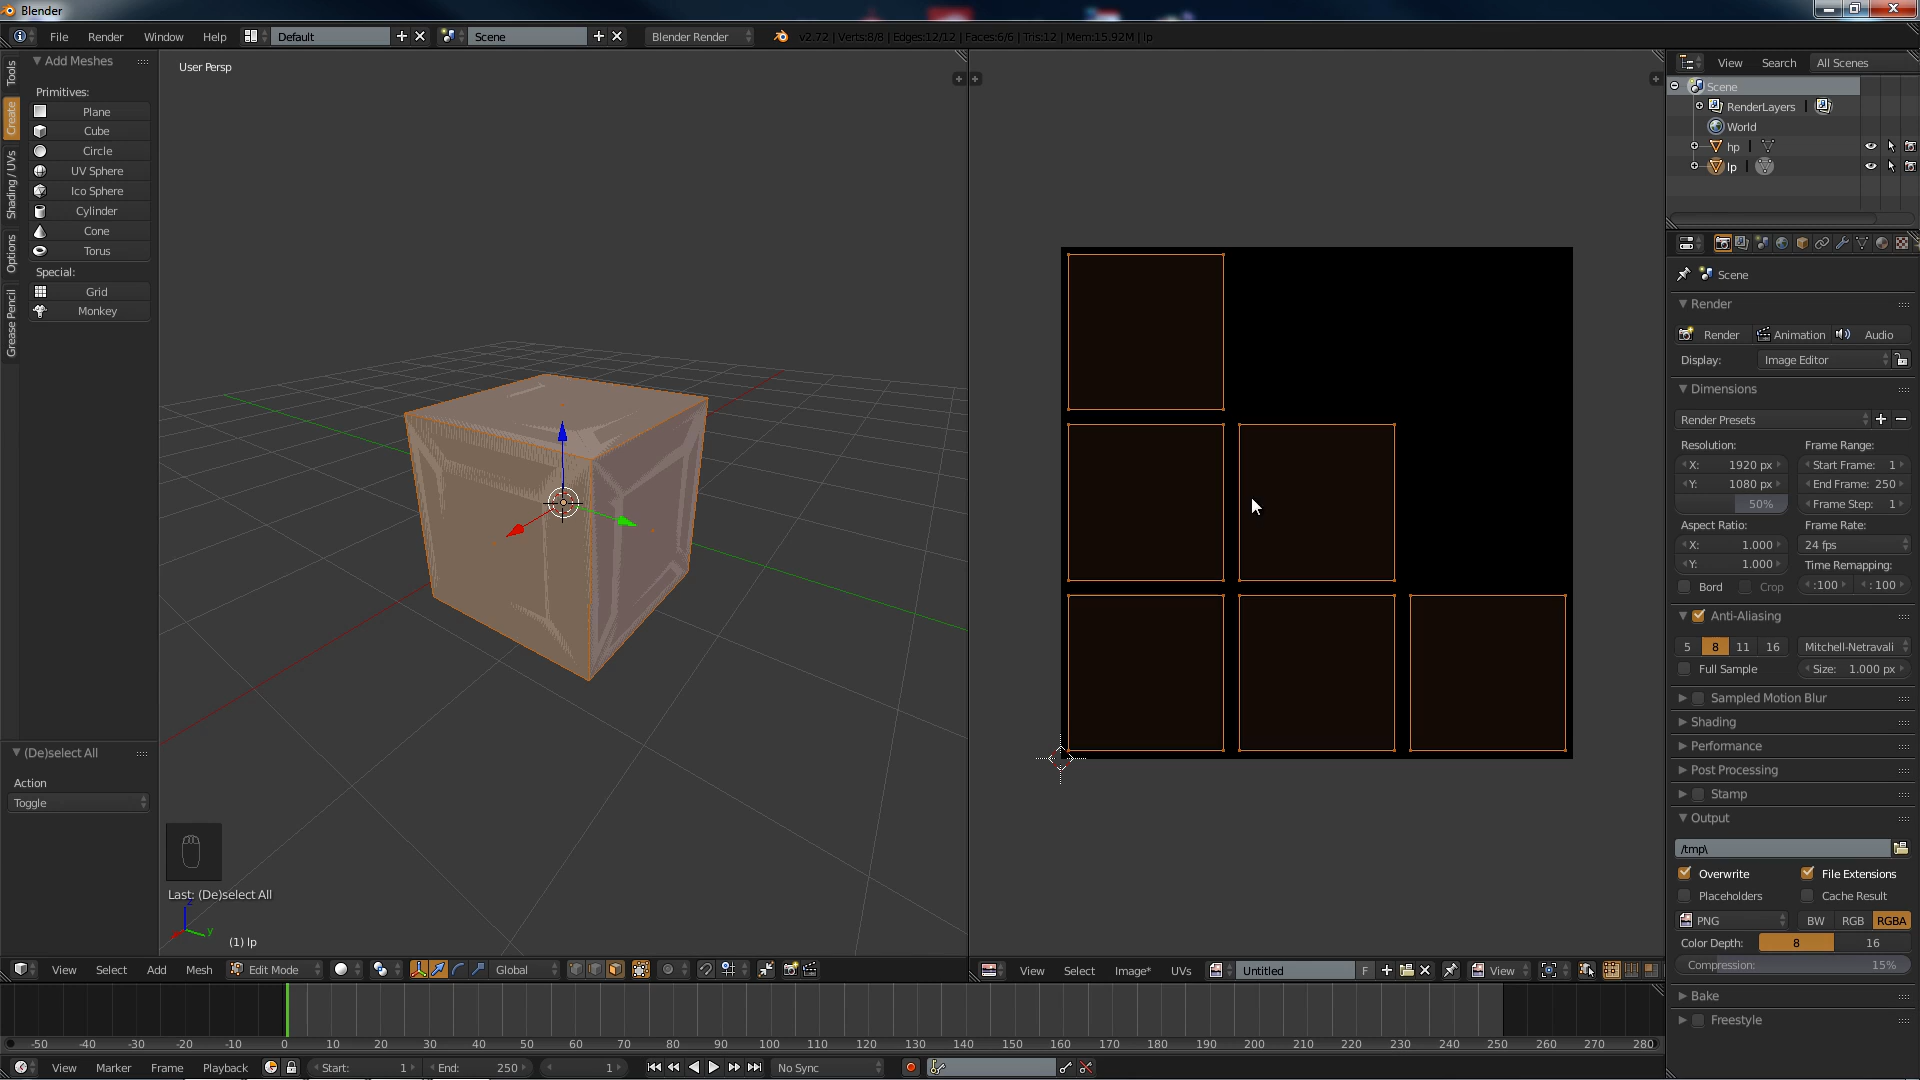 Blender
File Render Window Help Default Scene Blender Render v2.72 | Verts:8/8 | Edges:12/12 | Faces:6/6 | Tris:12 | Mem:15.92M | lp
Tools
Create
Shading / UVs
Options
Grease Pencil
Add Meshes
Primitives:
Plane
Cube
Circle
UV Sphere
Ico Sphere
Cylinder
Cone
Torus
Special:
Grid
Monkey
(De)select All
Action
Toggle
User Persp
Last: (De)select All
z
y
(1) lp
View Select Add Mesh Edit Mode Global
View Select Image* UVs Untitled F View
View Search All Scenes
Scene
RenderLayers |
World
hp |
lp |
Scene
Render
Render Animation Audio
Display: Image Editor
Dimensions
Render Presets
Resolution: Frame Range:
X: 1920 px Start Frame: 1
Y: 1080 px End Frame: 250
50% Frame Step: 1
Aspect Ratio: Frame Rate:
X: 1.000 24 fps
Y: 1.000 Time Remapping:
Bord Crop :100 : 100
Anti-Aliasing
5 8 11 16 Mitchell-Netravali
Full Sample Size: 1.000 px
Sampled Motion Blur
Shading
Performance
Post Processing
Stamp
Output
/tmp\
Overwrite File Extensions
Placeholders Cache Result
PNG BW RGB RGBA
Color Depth: 8 16
Compression: 15%
Bake
Freestyle
-50 -40 -30 -20 -10 0 10 20 30 40 50 60 70 80 90 100 110 120 130 140 150 160 170 180 190 200 210 220 230 240 250 260 270 280
View Marker Frame Playback Start: 1 End: 250 1 No Sync